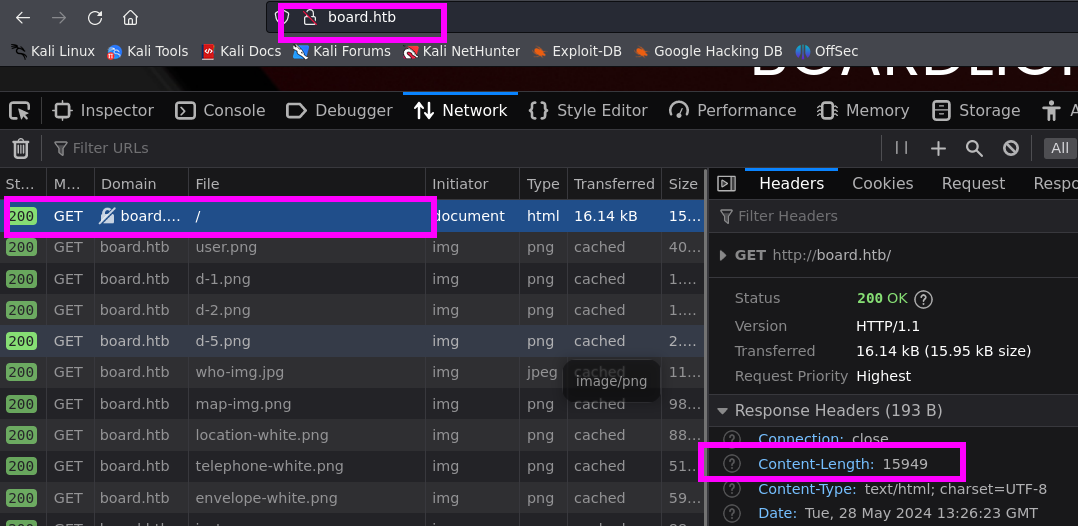 board.htb
Kali Linux Kali Tools Kali Docs Kali Forums Kali NetHunter Exploit-DB Google Hacking DB OffSec
Inspector Console Debugger Network Style Editor Performance Memory Storage A
Filter URLs All
St... M... Domain File Initiator Type Transferred Size
200 GET board.... / document html 16.14 kB 15...
200 GET board.htb user.png img png cached 40...
200 GET board.htb d-1.png img png cached 1....
200 GET board.htb d-2.png img png cached 1....
200 GET board.htb d-5.png img png cached 2....
200 GET board.htb who-img.jpg img jpeg cached 11...
image/png
200 GET board.htb map-img.png img png cached 98...
200 GET board.htb location-white.png img png cached 88...
200 GET board.htb telephone-white.png img png cached 51...
200 GET board.htb envelope-white.png img png cached 59...
Headers Cookies Request Respo
Filter Headers
GET http://board.htb/
Status 200 OK ?
Version HTTP/1.1
Transferred 16.14 kB (15.95 kB size)
Request Priority Highest
Response Headers (193 B)
? Connection: close
? Content-Length: 15949
? Content-Type: text/html; charset=UTF-8
? Date: Tue, 28 May 2024 13:26:23 GMT